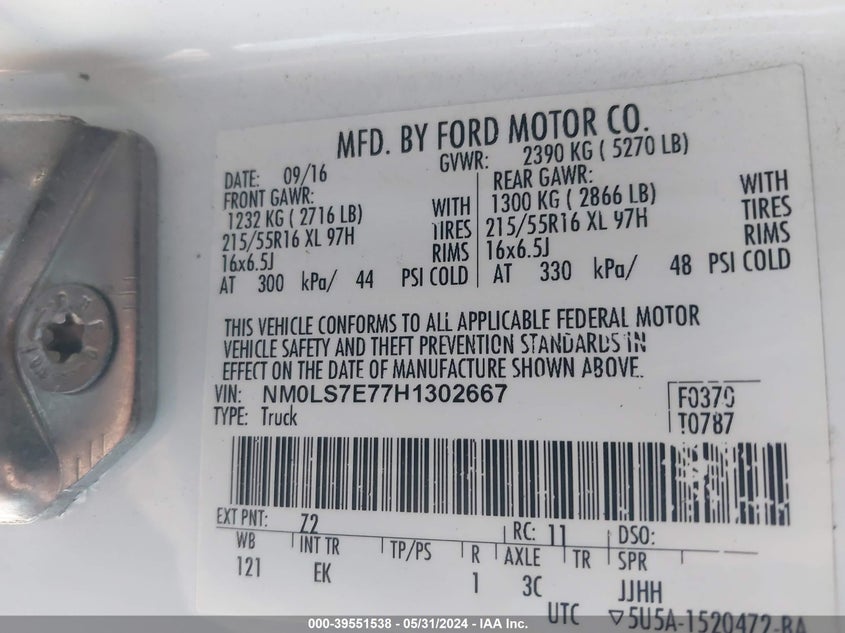 MFD. BY FORD MOTOR CO.
DATE: 09/16 GVWR: 2390 KG ( 5270 LB)
FRONT GAWR: REAR GAWR:
1232 KG ( 2716 LB) WITH 1300 KG ( 2866 LB) WITH
215/55R16 XL 97H TIRES 215/55R16 XL 97H TIRES
16x6.5J RIMS 16x6.5J RIMS
AT 300 kPa/ 44 PSI COLD AT 330 kPa/ 48 PSI COLD
THIS VEHICLE CONFORMS TO ALL APPLICABLE FEDERAL MOTOR
VEHICLE SAFETY AND THEFT PREVENTION STANDARDS IN
EFFECT ON THE DATE OF MANUFACTURE SHOWN ABOVE.
VIN: NM0LS7E77H1302667 F0370
TYPE: Truck T0787
EXT PNT: Z2 RC: 11 DSO:
WB INT TR TP/PS R AXLE TR SPR
121 EK 1 3C JJHH
UTC ▽5U5A-1520472-BA
000-39551538 - 05/31/2024 - IAA Inc.